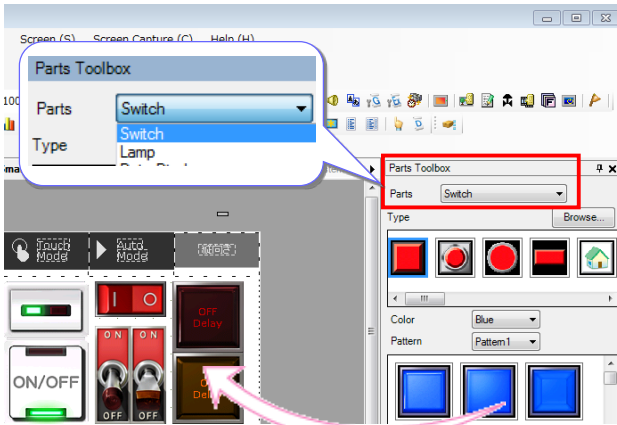 Screen (S) Screen Capture (C) Help (H)
Parts Toolbox
Parts Switch
Switch
Lamp
Type
100
Parts Toolbox
Parts Switch
Type Browse...
Color Blue
Pattern Pattern1
Touch
Mode
Auto
Mode
ON/OFF
I O
ON ON
OFF OFF
OFF
Delay